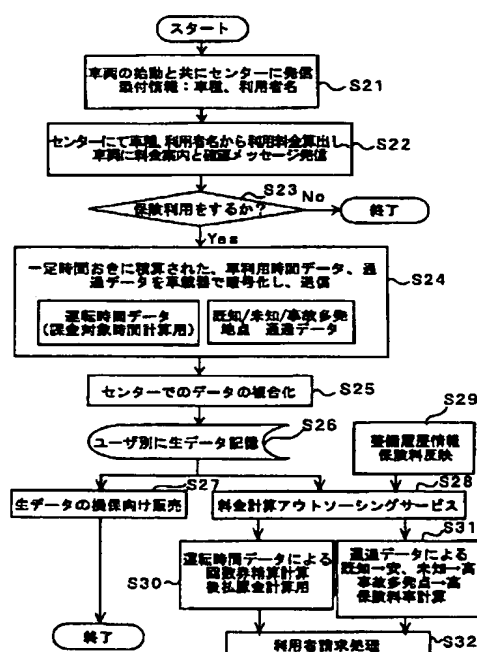 スタート
車両の始動と共にセンターに発信
添付情報:車種、利用者名
S21
センターにて車種、利用者名から利用料金算出し
車両に料金案内と確認メッセージ発信
S22
S23
保険利用をするか?
No
終了
Yes
一定時間おきに積算された、車利用時間データ、通
過データを車載器で暗号化し、送信
S24
運転時間データ
(課金対象時間計算用)
既知/未知/事故多発
地点 通過データ
センターでのデータの複合化
S25
S26
ユーザ別に生データ記憶
S29
整備履歴情報
保険料反映
S27
生データの損保向け販売
S28
料金計算アウトソーシングサービス
S30
運転時間データによる
回数券精算計算
後払課金計算用
S31
通過データによる
既知→安、未知→高
事故多発点→高
保険料率計算
終了
利用者請求処理
S32